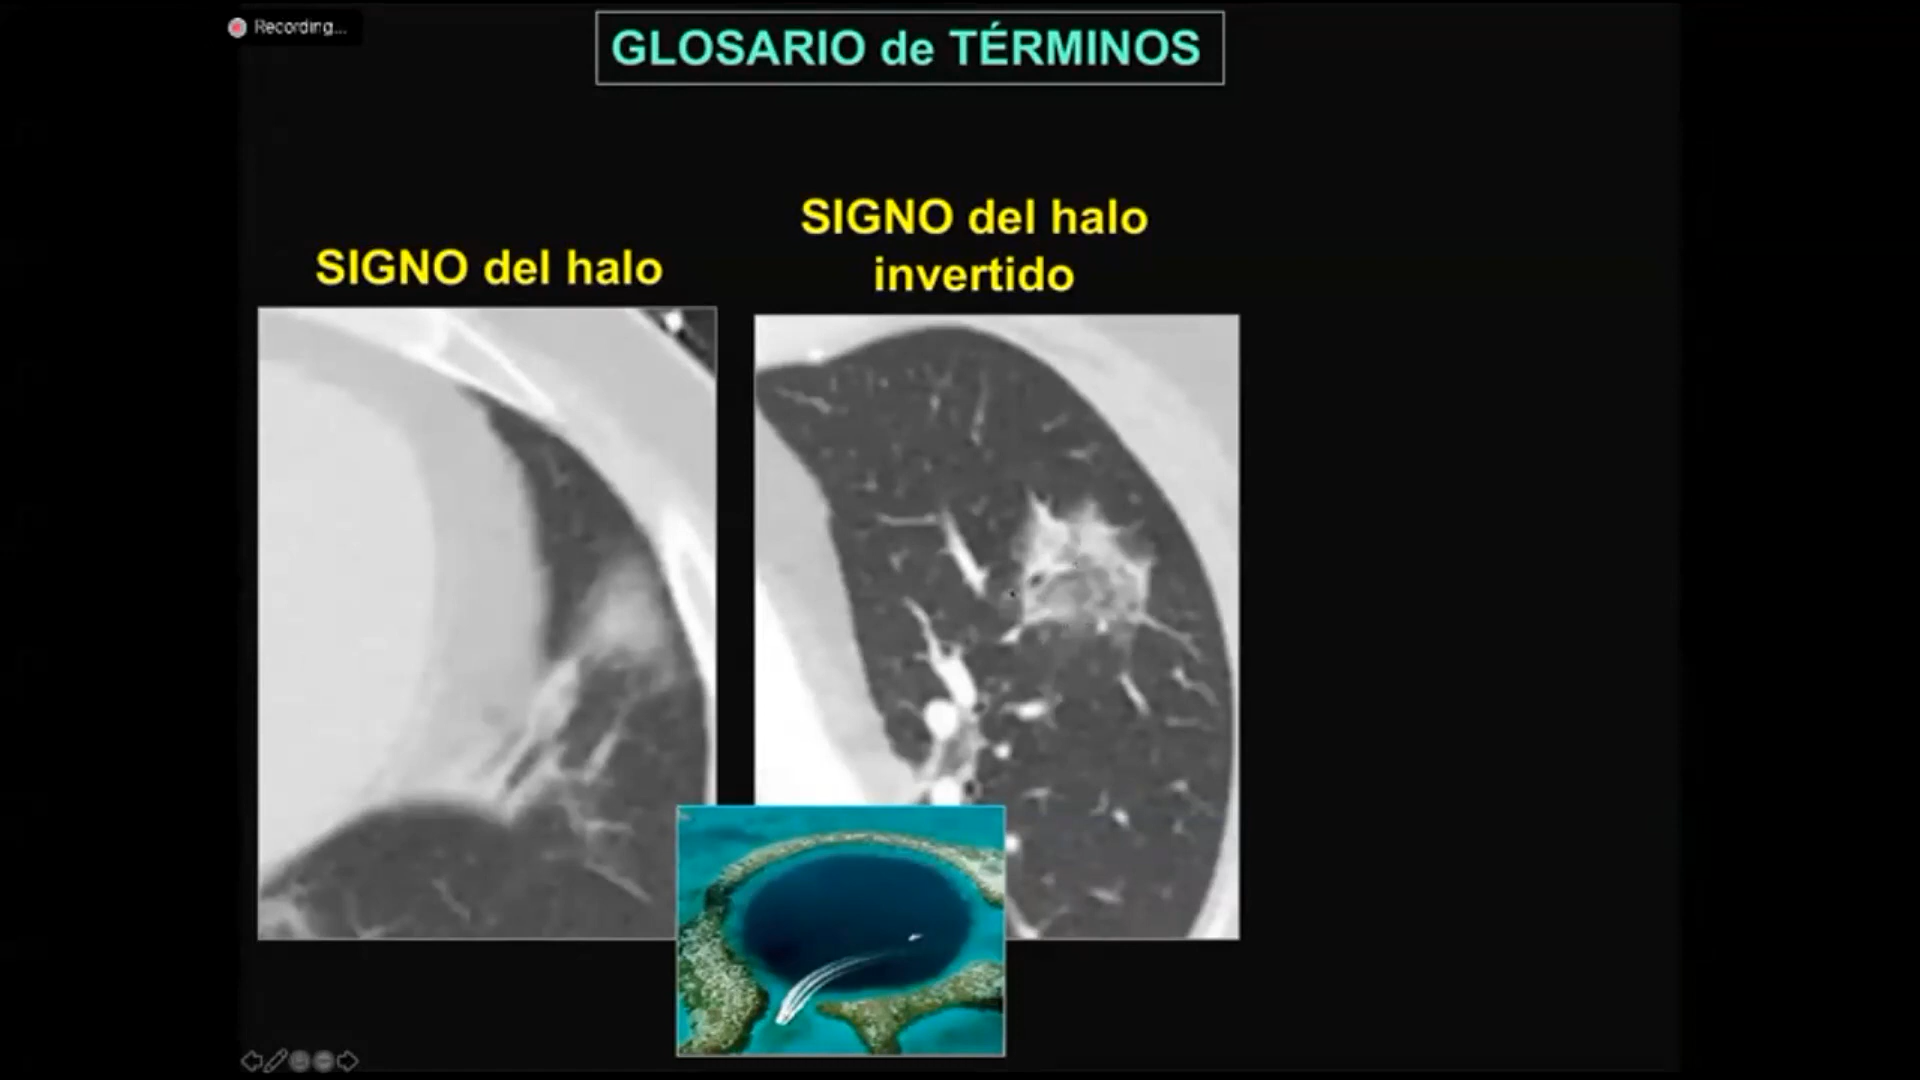 Recording...
GLOSARIO de TÉRMINOS
SIGNO del halo
SIGNO del halo
invertido